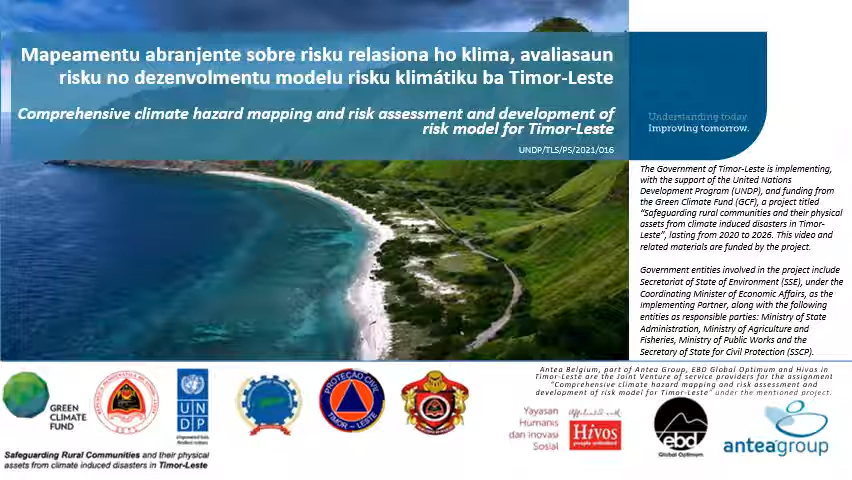 Mapeamentu abranjente sobre risku relasiona ho klima, avaliasaun
risku no dezenvolmentu modelu risku klimátiku ba Timor-Leste
Comprehensive climate hazard mapping and risk assessment and development of
risk model for Timor-Leste
UNDP/TLS/PS/2021/016
Understanding today.
Improving tomorrow.
The Government of Timor-Leste is implementing,
with the support of the United Nations
Development Program (UNDP), and funding from
the Green Climate Fund (GCF), a project titled
"Safeguarding rural communities and their physical
assets from climate induced disasters in Timor-
Leste", lasting from 2020 to 2026. This video and
related materials are funded by the project.
Government entities involved in the project include
Secretariat of State of Environment (SSE), under the
Coordinating Minister of Economic Affairs, as the
Implementing Partner, along with the following
entities as responsible parties: Ministry of State
Administration, Ministry of Agriculture and
Fisheries, Ministry of Public Works and the
Secretary of State for Civil Protection (SSCP).
Antea Belgium, part of Antea Group, EBD Global Optimum and Hivos in
Timor-Leste are the Joint Venture of service providers for the assignment
"Comprehensive climate hazard mapping and risk assessment and
development of risk model for Timor-Leste" under the mentioned project.
GREEN
CLIMATE
FUND
U N
D P
PROTEÇÃO CIVIL
TIMOR - LESTE
Yayasan
Humanis
dan Inovasi
Sosial
Affiliated with
Hivos
people unlimited
ebd
Global Optimum
anteagroup
Safeguarding Rural Communities and their physical
assets from climate induced disasters in Timor-Leste